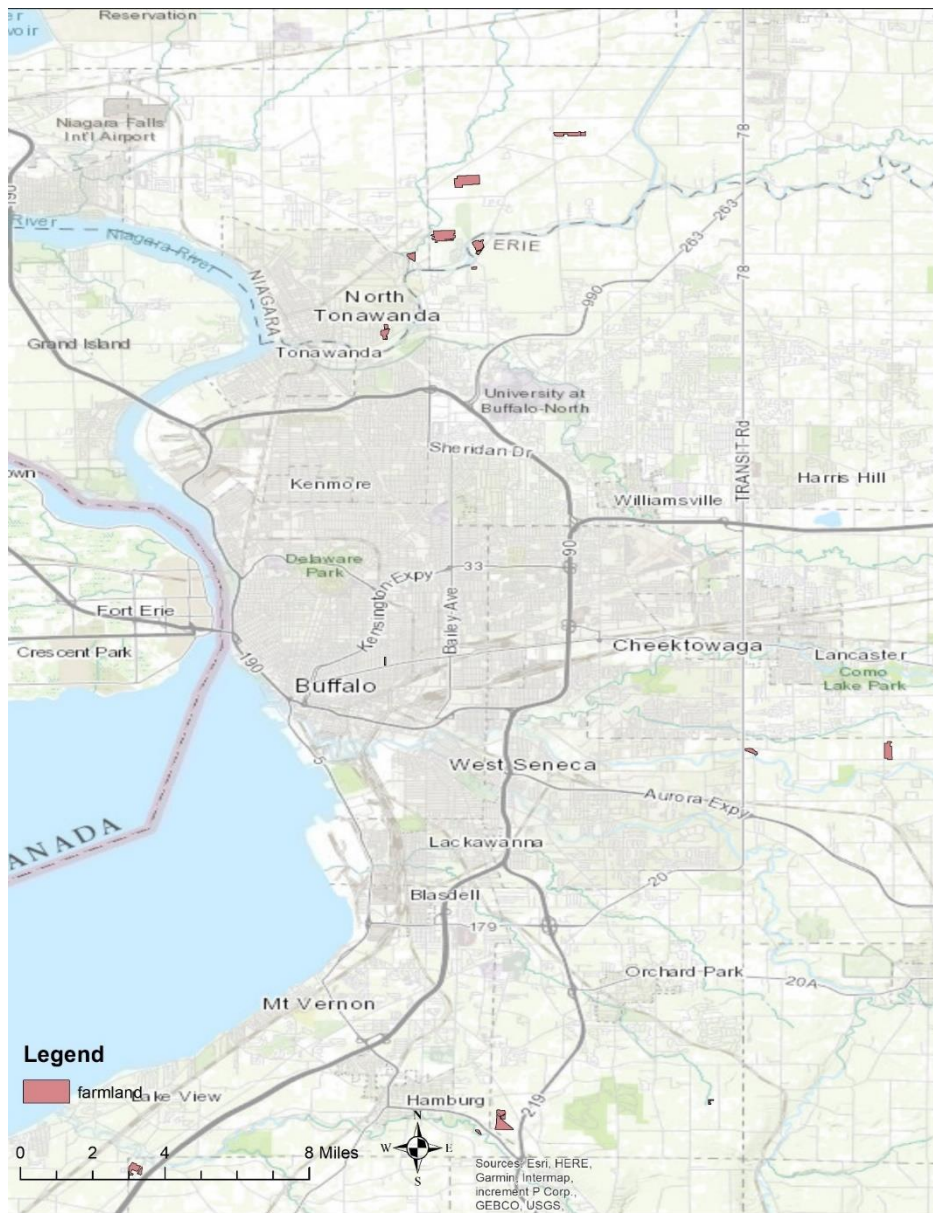 Reservation
Niagara Falls
Int'l Airport
78
River
Niagara River
NIAGARA
ERIE
263
263
78
990
North
Tonawanda
Grand Island
Tonawanda
University at
Buffalo-North
Sheridan Dr
TRANSIT Rd
own
Kenmore
Harris Hill
Williamsville
90
Delaware
Park
33
Kensington-Expy
Bailey-Ave
Fort Erie
Crescent Park
190
Cheektowaga
Lancaster
Como
Lake Park
Buffalo
5
West Seneca
Aurora-Expy
ANADA
Lackawanna
20
Blasdell
179
Orchard Park
20A
Mt Vernon
Legend
farmland
Lake View
Hamburg
219
N
W
E
S
0 2 4 8 Miles
Sources: Esri, HERE,
Garmin, Intermap,
increment P Corp.,
GEBCO, USGS,